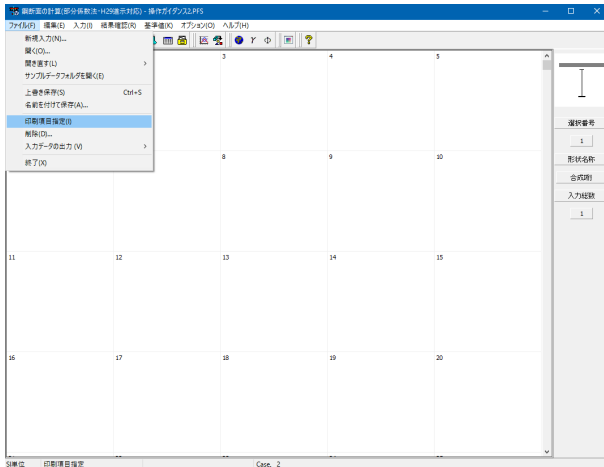 鋼断面の計算(部分係数法・H29道示対応) - 操作ガイダンス2.PFS
ファイル(F) 編集(E) 入力(I) 結果確認(R) 基準値(K) オプション(O) ヘルプ(H)
新規入力(N)...
開く(O)...
開き直す(L)
サンプルデータフォルダを開く(E)
上書き保存(S) Ctrl+S
名前を付けて保存(A)...
印刷項目指定(I)
削除(D)...
入力データの出力 (V)
終了(X)
3 4 5
8 9 10
11 12 13 14 15
16 17 18 19 20
選択番号
1
形状名称
合成桁I
入力総数
1
SI単位 印刷項目指定 Case. 2